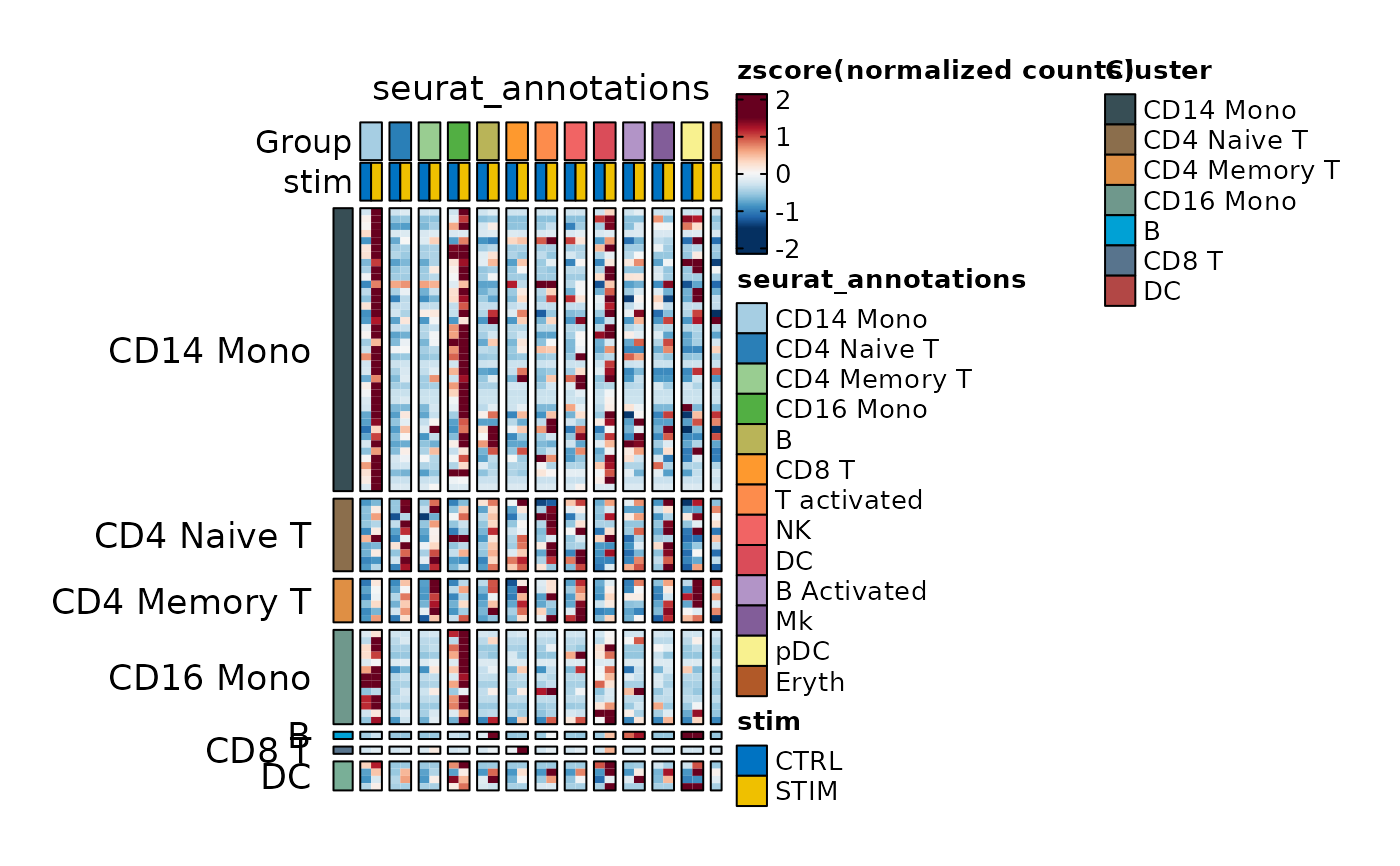 seurat_annotations
Group
stim
CD14 Mono
CD4 Naive T
CD4 Memory T
CD16 Mono
B
CD8 T
DC
zscore(normalized counts)
2
1
0
-1
-2
seurat_annotations
CD14 Mono
CD4 Naive T
CD4 Memory T
CD16 Mono
B
CD8 T
T activated
NK
DC
B Activated
Mk
pDC
Eryth
stim
CTRL
STIM
Cluster
CD14 Mono
CD4 Naive T
CD4 Memory T
CD16 Mono
B
CD8 T
DC